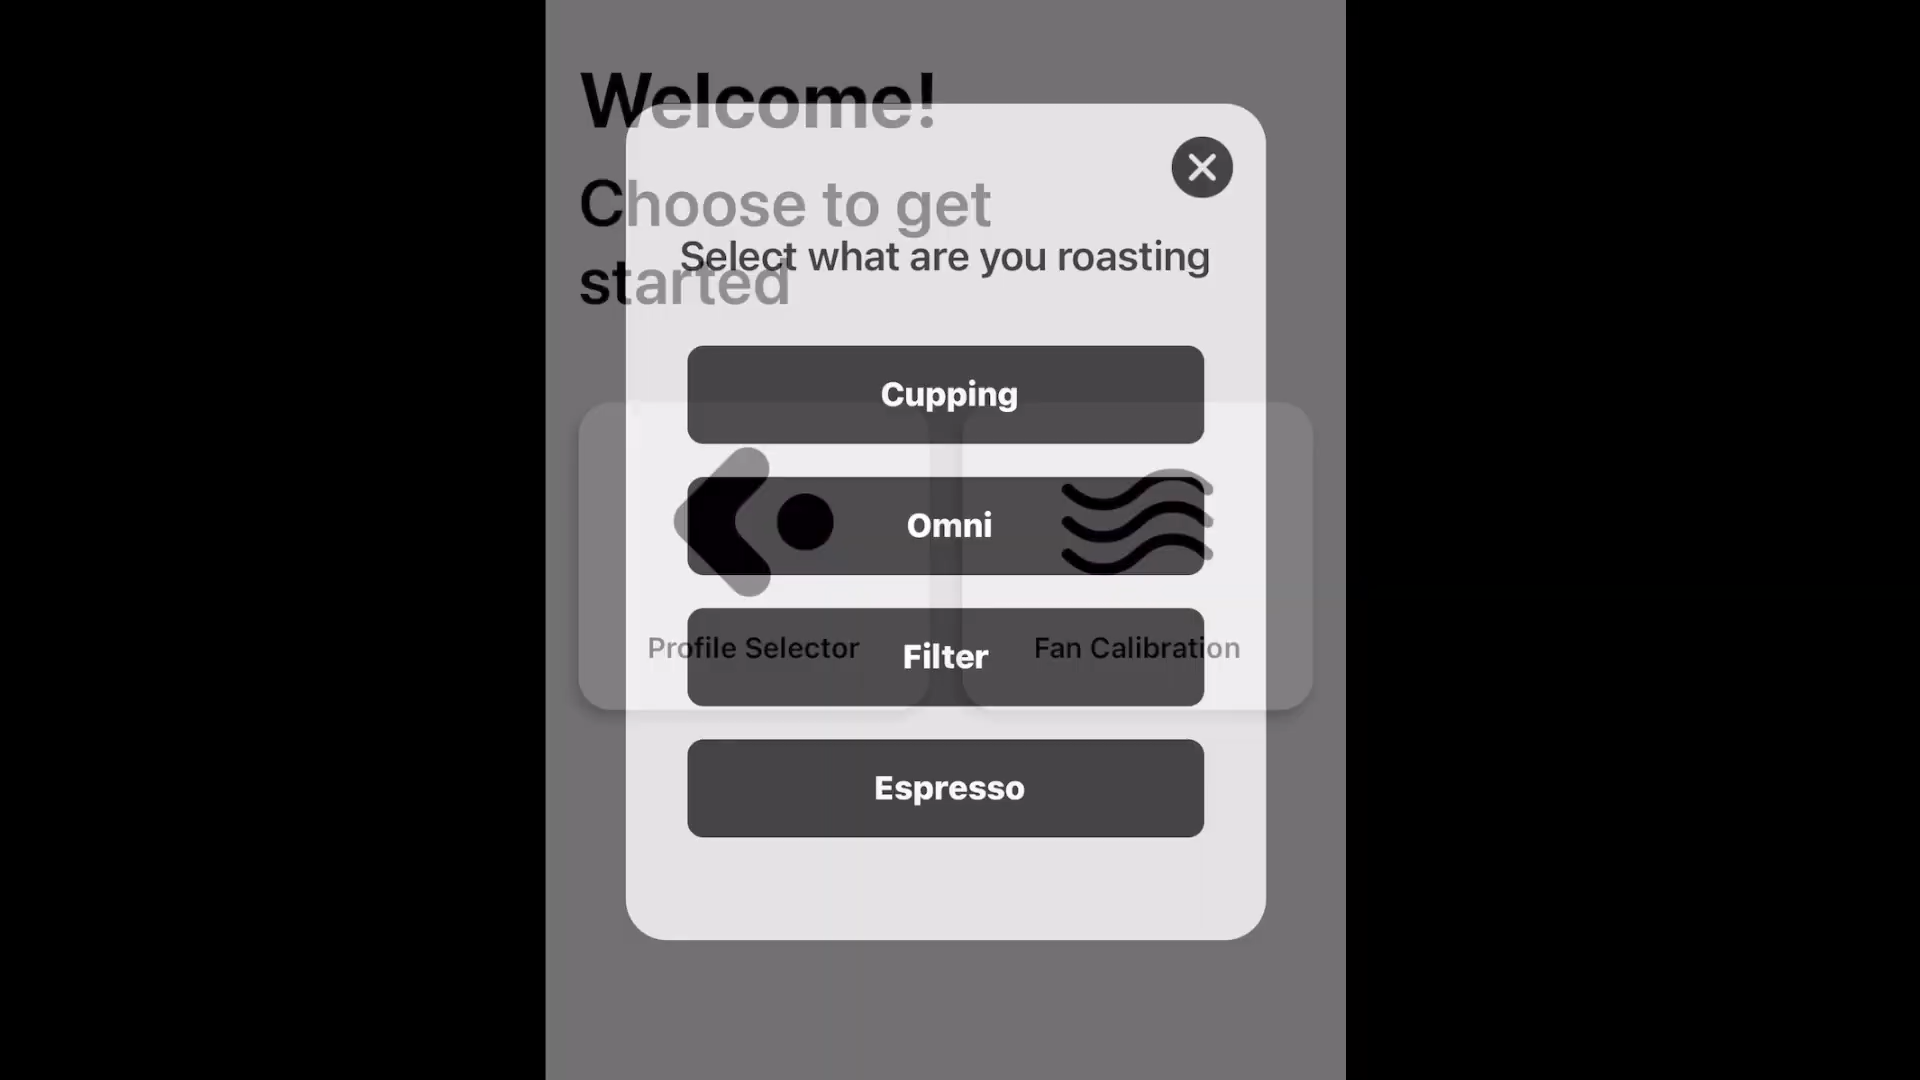 Welcome!
Choose to get
started
Select what are you roasting
Cupping
Omni
Filter
Espresso
Profile Selector
Fan Calibration